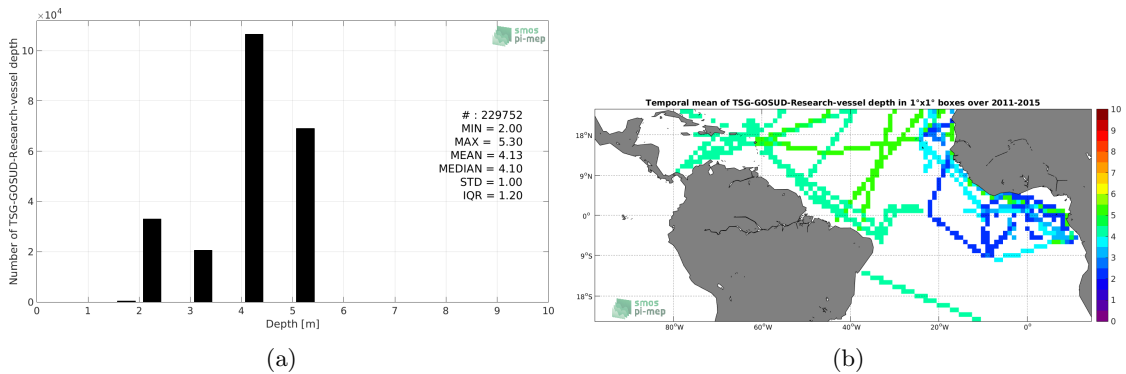 ×10⁴
smos
pi-mep
Number of TSG-GOSUD-Research-vessel depth
10
8
6
4
2
0
# : 229752
MIN = 2.00
MAX = 5.30
MEAN = 4.13
MEDIAN = 4.10
STD = 1.00
IQR = 1.20
0 1 2 3 4 5 6 7 8 9 10
Depth [m]
(a)
Temporal mean of TSG-GOSUD-Research-vessel depth in 1°x1° boxes over 2011-2015
18°N
9°N
0°
9°S
18°S
80°W 60°W 40°W 20°W 0°
smos
pi-mep
10
9
8
7
6
5
4
3
2
1
0
(b)